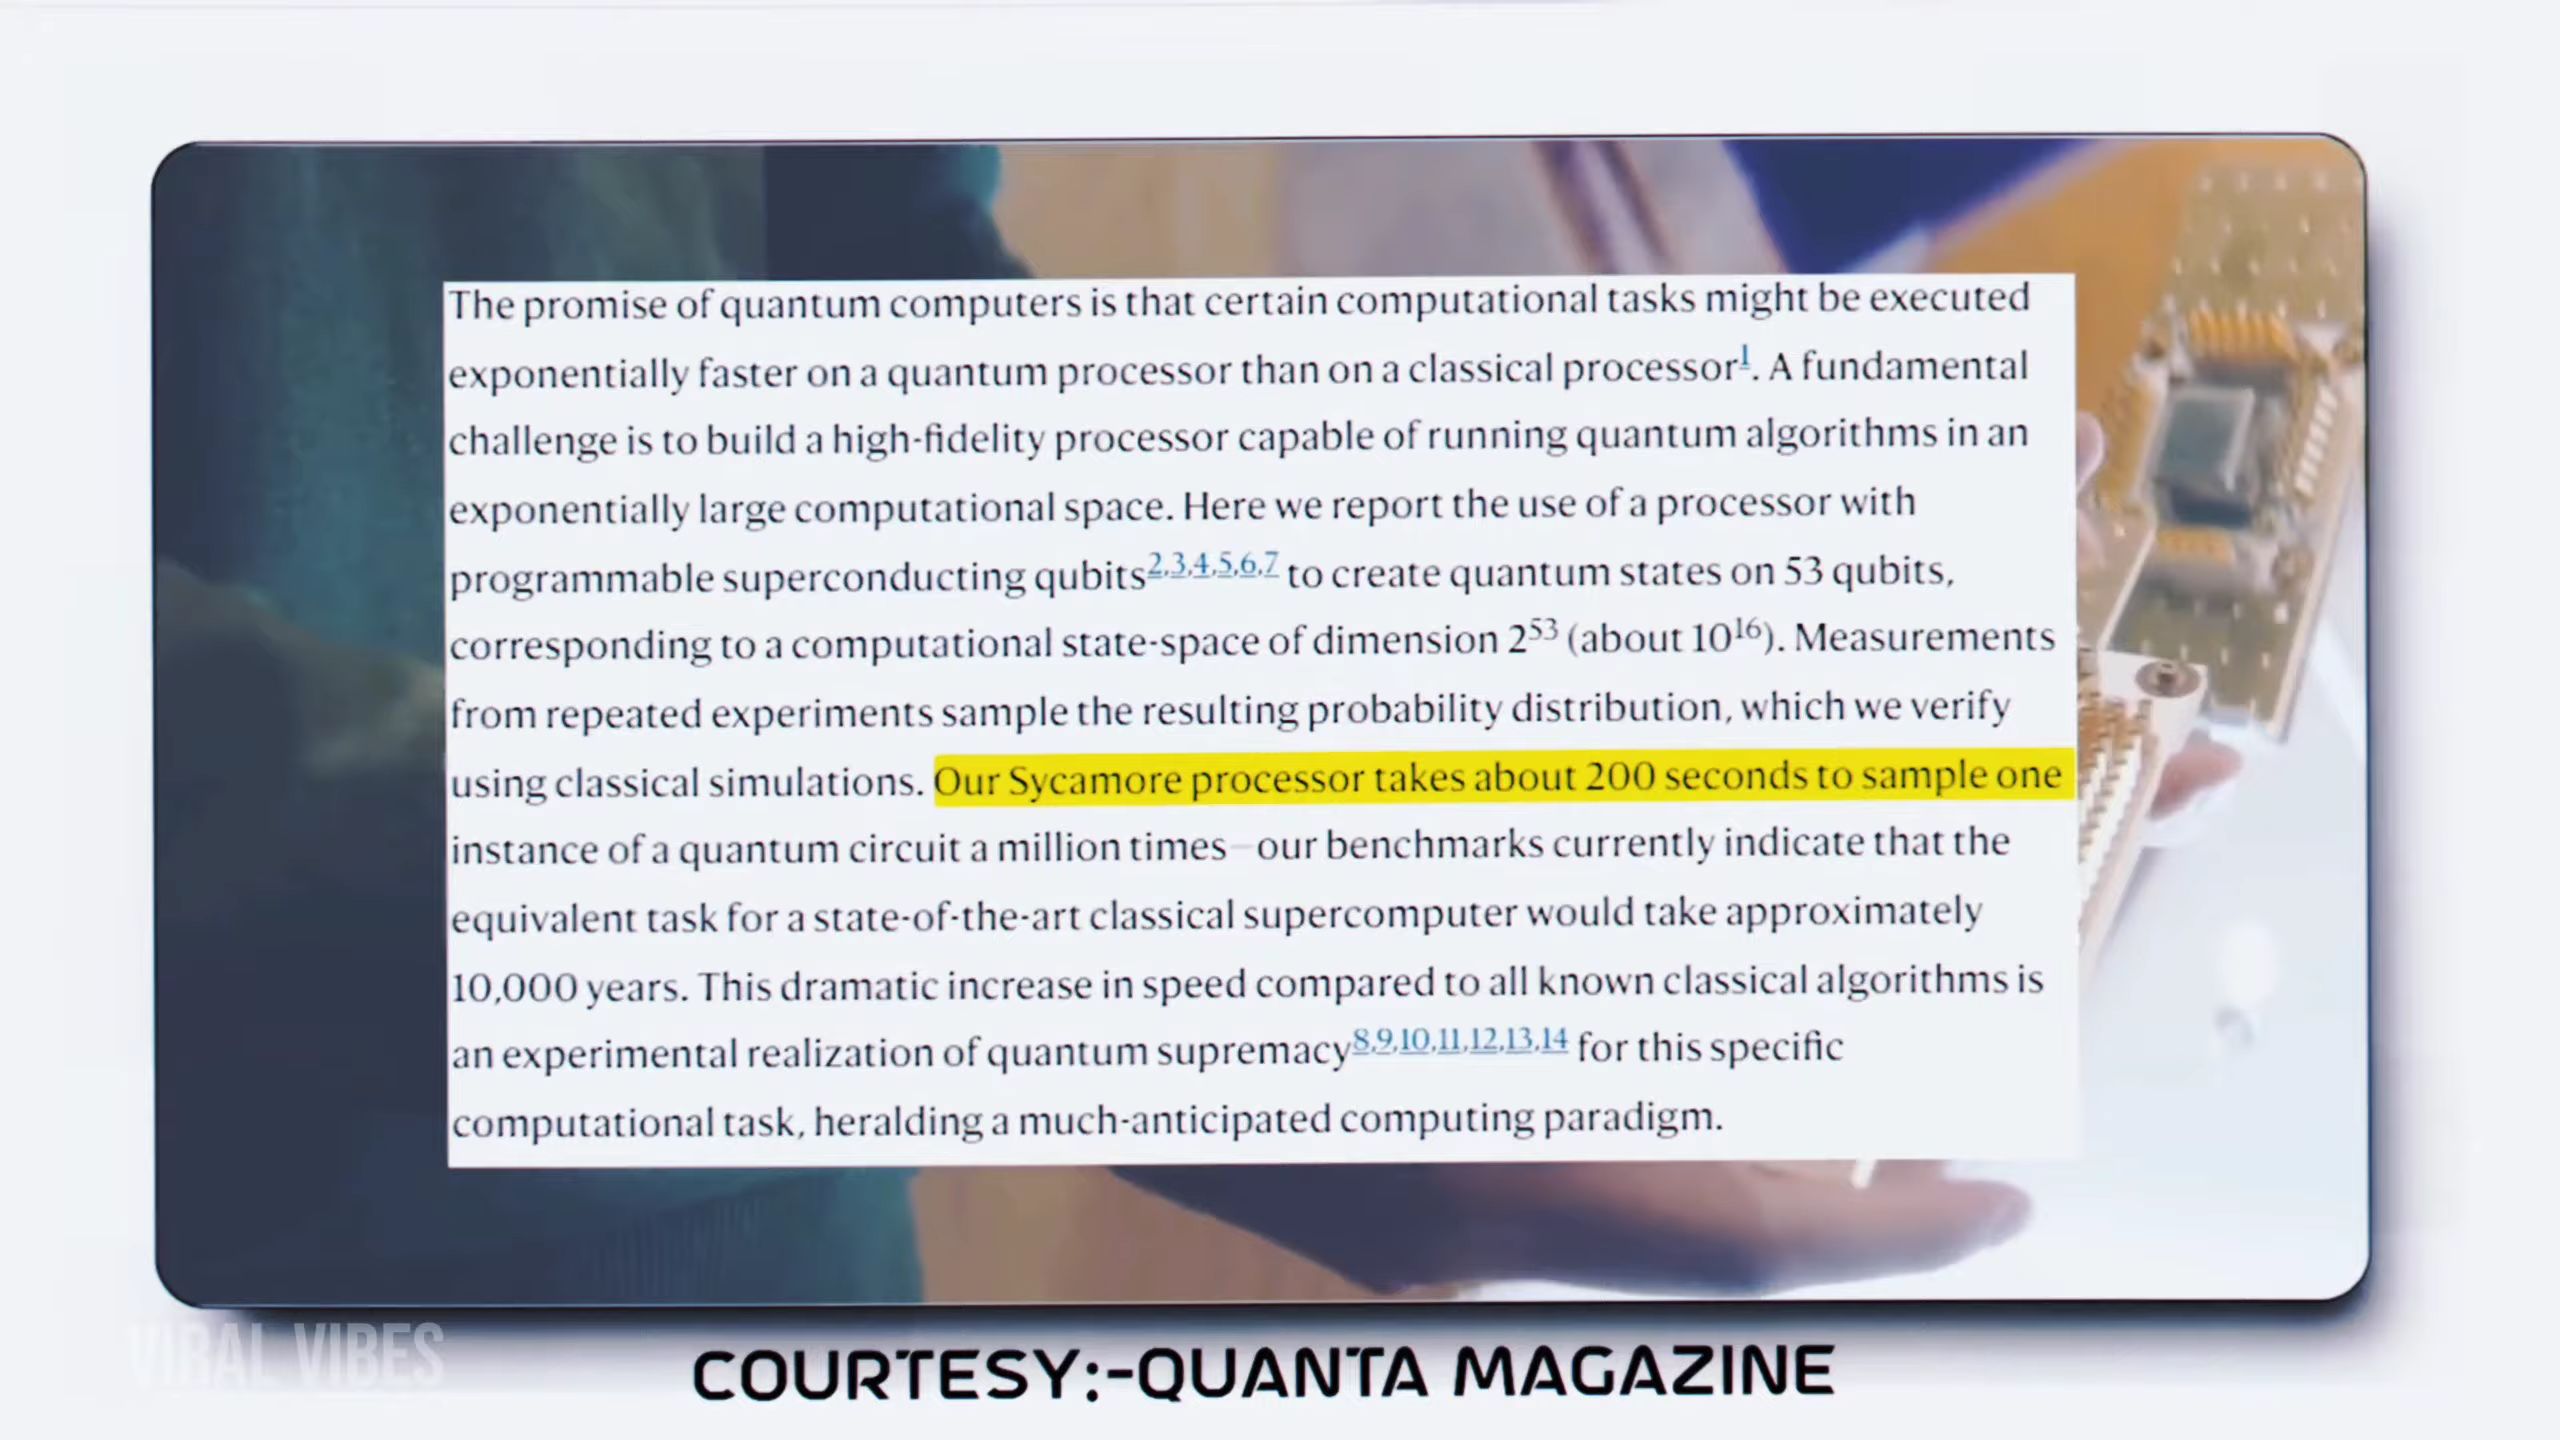 The promise of quantum computers is that certain computational tasks might be executed
exponentially faster on a quantum processor than on a classical processor1. A fundamental
challenge is to build a high-fidelity processor capable of running quantum algorithms in an
exponentially large computational space. Here we report the use of a processor with
programmable superconducting qubits2,3,4,5,6,7 to create quantum states on 53 qubits,
corresponding to a computational state-space of dimension 2^53 (about 10^16). Measurements
from repeated experiments sample the resulting probability distribution, which we verify
using classical simulations. Our Sycamore processor takes about 200 seconds to sample one
instance of a quantum circuit a million times—our benchmarks currently indicate that the
equivalent task for a state-of-the-art classical supercomputer would take approximately
10,000 years. This dramatic increase in speed compared to all known classical algorithms is
an experimental realization of quantum supremacy8,9,10,11,12,13,14 for this specific
computational task, heralding a much-anticipated computing paradigm.
VIRAL VIBES
COURTESY:-QUANTA MAGAZINE